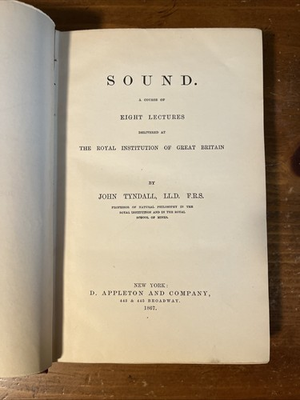 SOUND.
A COURSE OF
EIGHT LECTURES
DELIVERED AT
THE ROYAL INSTITUTION OF GREAT BRITAIN
BY
JOHN TYNDALL, LL.D. F.R.S.
PROFESSOR OF NATURAL PHILOSOPHY IN THE
ROYAL INSTITUTION AND IN THE ROYAL
SCHOOL OF MINES.
NEW YORK:
D. APPLETON AND COMPANY,
443 & 445 BROADWAY.
1867.